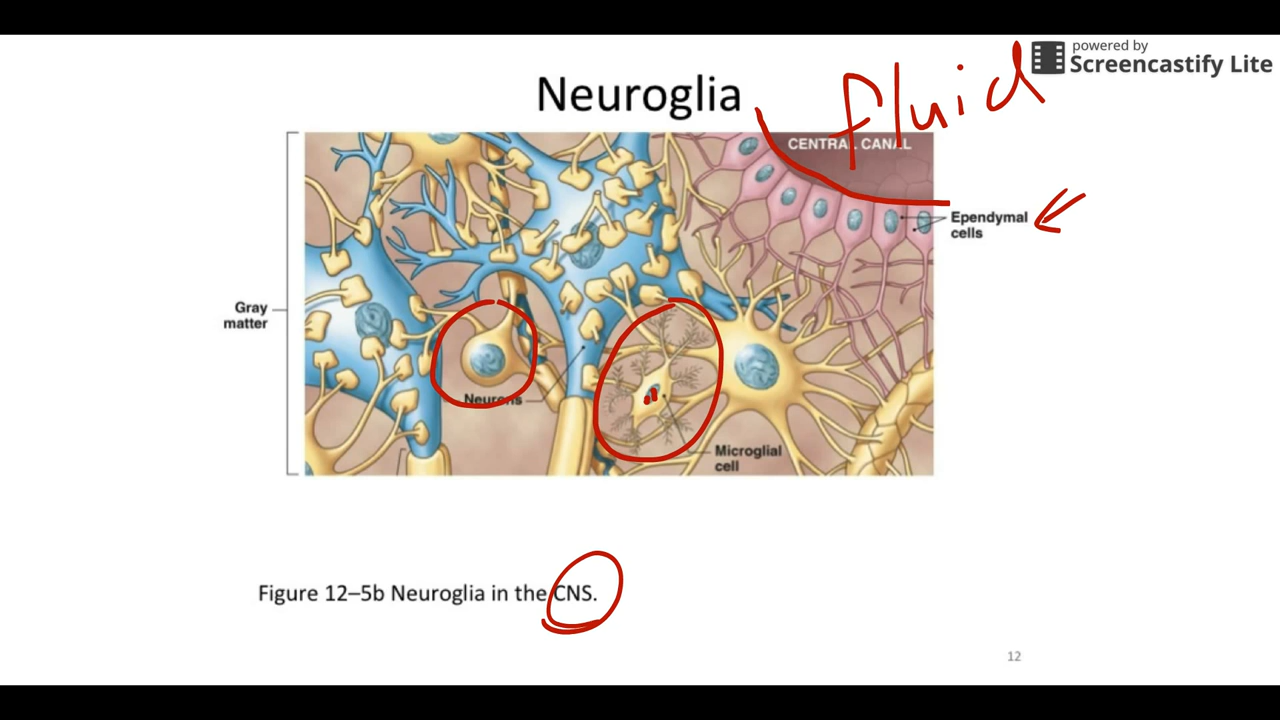 powered by
Screencastify Lite
Neuroglia
fluid
CENTRAL CANAL
Ependymal
cells
Gray
matter
Neurons
Microglial
cell
Figure 12–5b Neuroglia in the CNS.
12